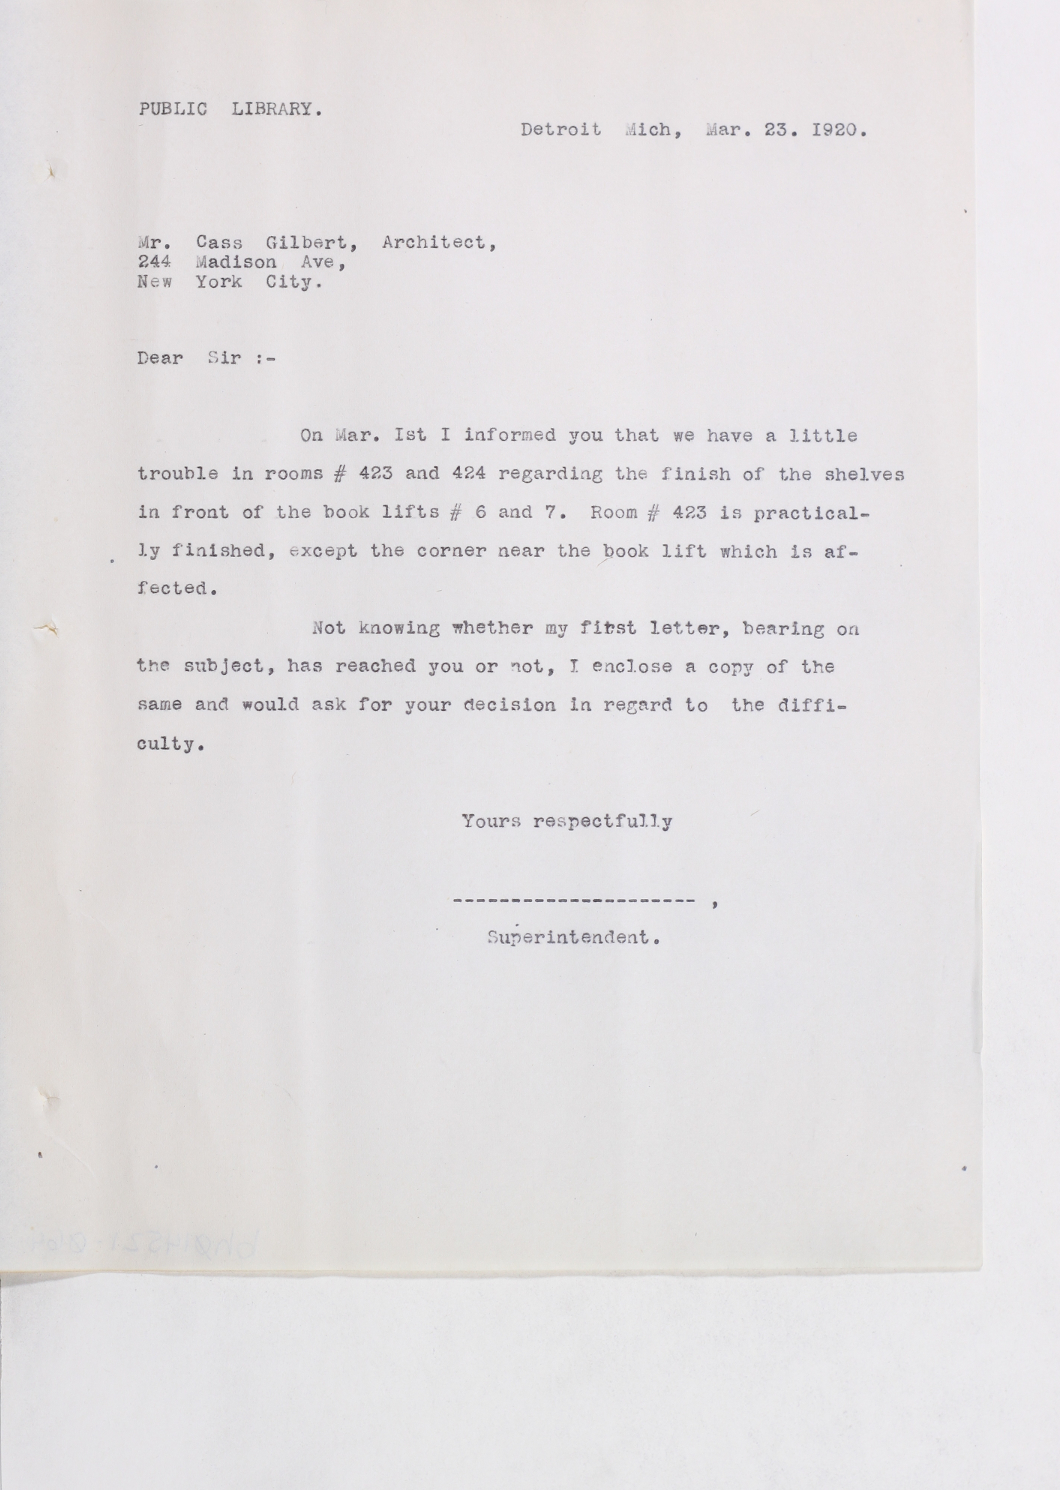 PUBLIC LIBRARY.
Detroit Mich, Mar. 23. I920.
Mr. Cass Gilbert, Architect,
244 Madison Ave,
New York City.
Dear Sir :-
On Mar. Ist I informed you that we have a little
trouble in rooms # 423 and 424 regarding the finish of the shelves
in front of the book lifts # 6 and 7. Room # 423 is practical-
ly finished, except the corner near the book lift which is af-
fected.
Not knowing whether my first letter, bearing on
the subject, has reached you or not, I enclose a copy of the
same and would ask for your decision in regard to the diffi-
culty.
Yours respectfully
--------------------- ,
Superintendent.